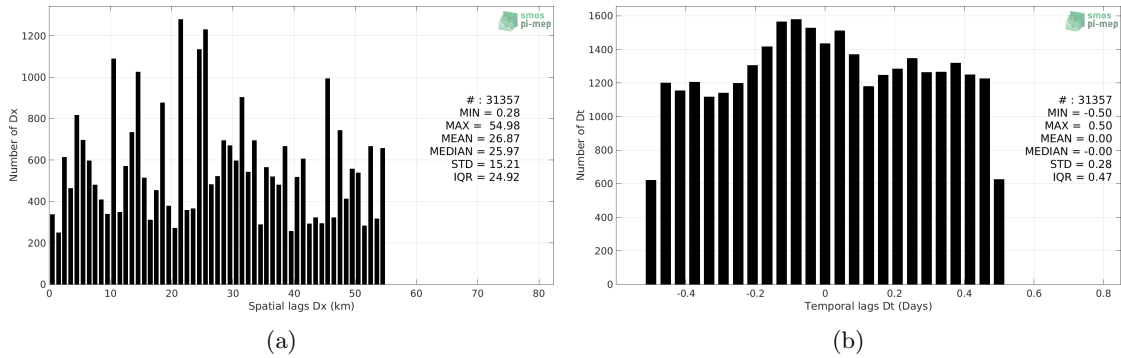 smos
pi-mep
1200
1000
800
600
400
200
0
Number of Dx
# : 31357
MIN = 0.28
MAX = 54.98
MEAN = 26.87
MEDIAN = 25.97
STD = 15.21
IQR = 24.92
0 10 20 30 40 50 60 70 80
Spatial lags Dx (km)
(a)
smos
pi-mep
1600
1400
1200
1000
800
600
400
200
0
Number of Dt
# : 31357
MIN = -0.50
MAX = 0.50
MEAN = 0.00
MEDIAN = -0.00
STD = 0.28
IQR = 0.47
-0.4 -0.2 0 0.2 0.4 0.6 0.8
Temporal lags Dt (Days)
(b)